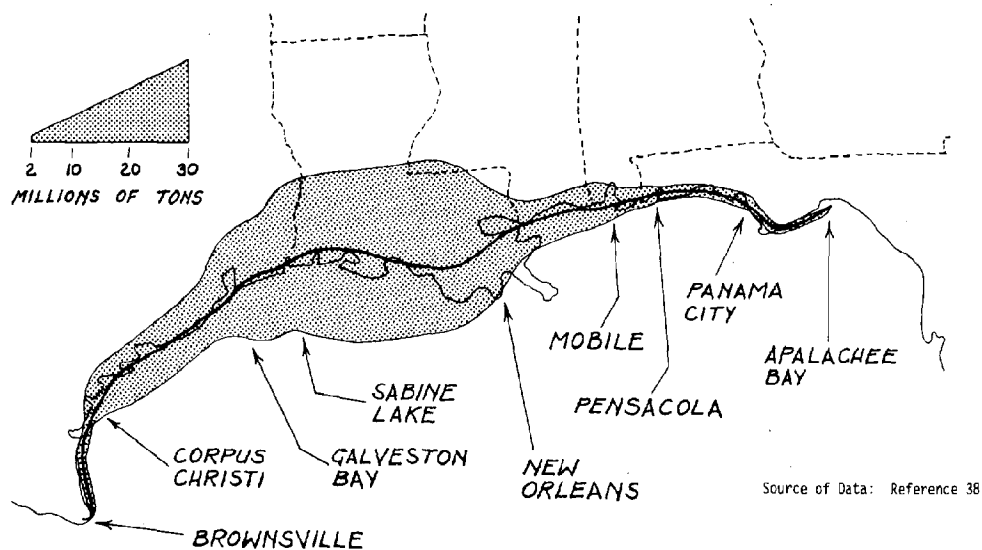 2 10 20 30
MILLIONS OF TONS
PANAMA
CITY
MOBILE
APALACHEE
BAY
SABINE
LAKE
PENSACOLA
CORPUS
CHRISTI
GALVESTON
BAY
NEW
ORLEANS
Source of Data: Reference 38
BROWNSVILLE